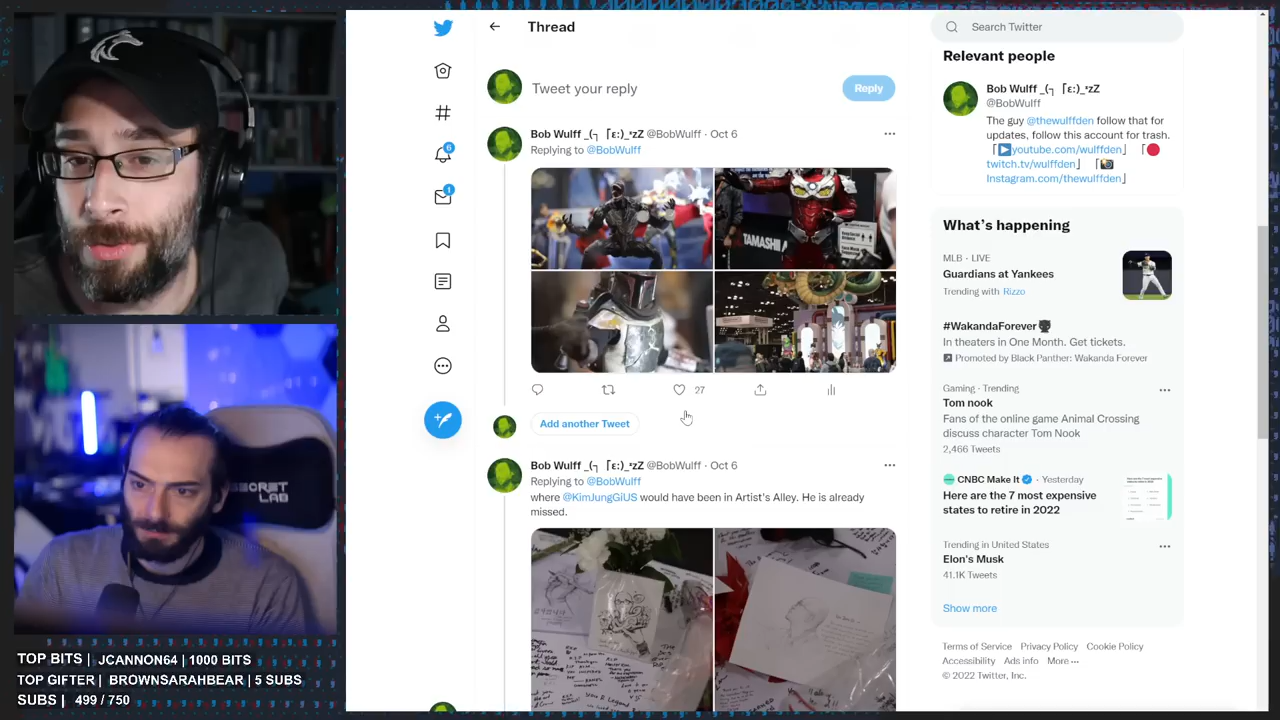 Thread
Search Twitter
Tweet your reply
Reply
Bob Wulff _(┐「ε:)_ᶻzZ @BobWulff · Oct 6
Replying to @BobWulff
TAMASHII
27
Add another Tweet
Bob Wulff _(┐「ε:)_ᶻzZ @BobWulff · Oct 6
Replying to @BobWulff
where @KimJungGiUS would have been in Artist's Alley. He is already
missed.
6
1
Relevant people
Bob Wulff _(┐「ε:)_ᶻzZ
@BobWulff
The guy @thewulffden follow that for
updates, follow this account for trash.
「▶️youtube.com/wulffden」 「🔴
twitch.tv/wulffden」 「📸
Instagram.com/thewulffden」
What's happening
MLB · LIVE
Guardians at Yankees
Trending with Rizzo
#WakandaForever
In theaters in One Month. Get tickets.
Promoted by Black Panther: Wakanda Forever
Gaming · Trending
Tom nook
Fans of the online game Animal Crossing
discuss character Tom Nook
2,466 Tweets
CNBC Make It · Yesterday
Here are the 7 most expensive
states to retire in 2022
Trending in United States
Elon's Musk
41.1K Tweets
Show more
Terms of Service Privacy Policy Cookie Policy
Accessibility Ads info More ···
© 2022 Twitter, Inc.
TOP BITS | CANNON64 | 1000 BITS
TOP GIFTER | BROWNSARAHBEAR | 3 SUBS
SUBS | 499 / 750